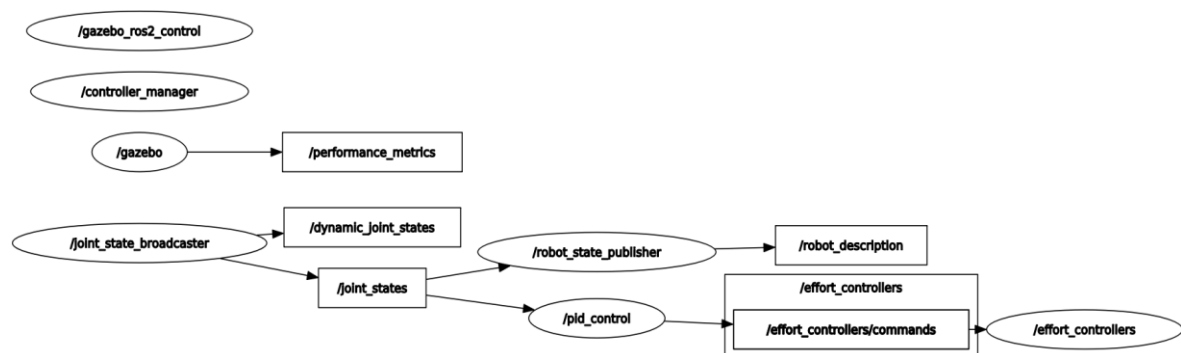 /gazebo_ros2_control
/controller_manager
/gazebo
/performance_metrics
/joint_state_broadcaster
/dynamic_joint_states
/joint_states
/robot_state_publisher
/robot_description
/pid_control
/effort_controllers
/effort_controllers/commands
/effort_controllers